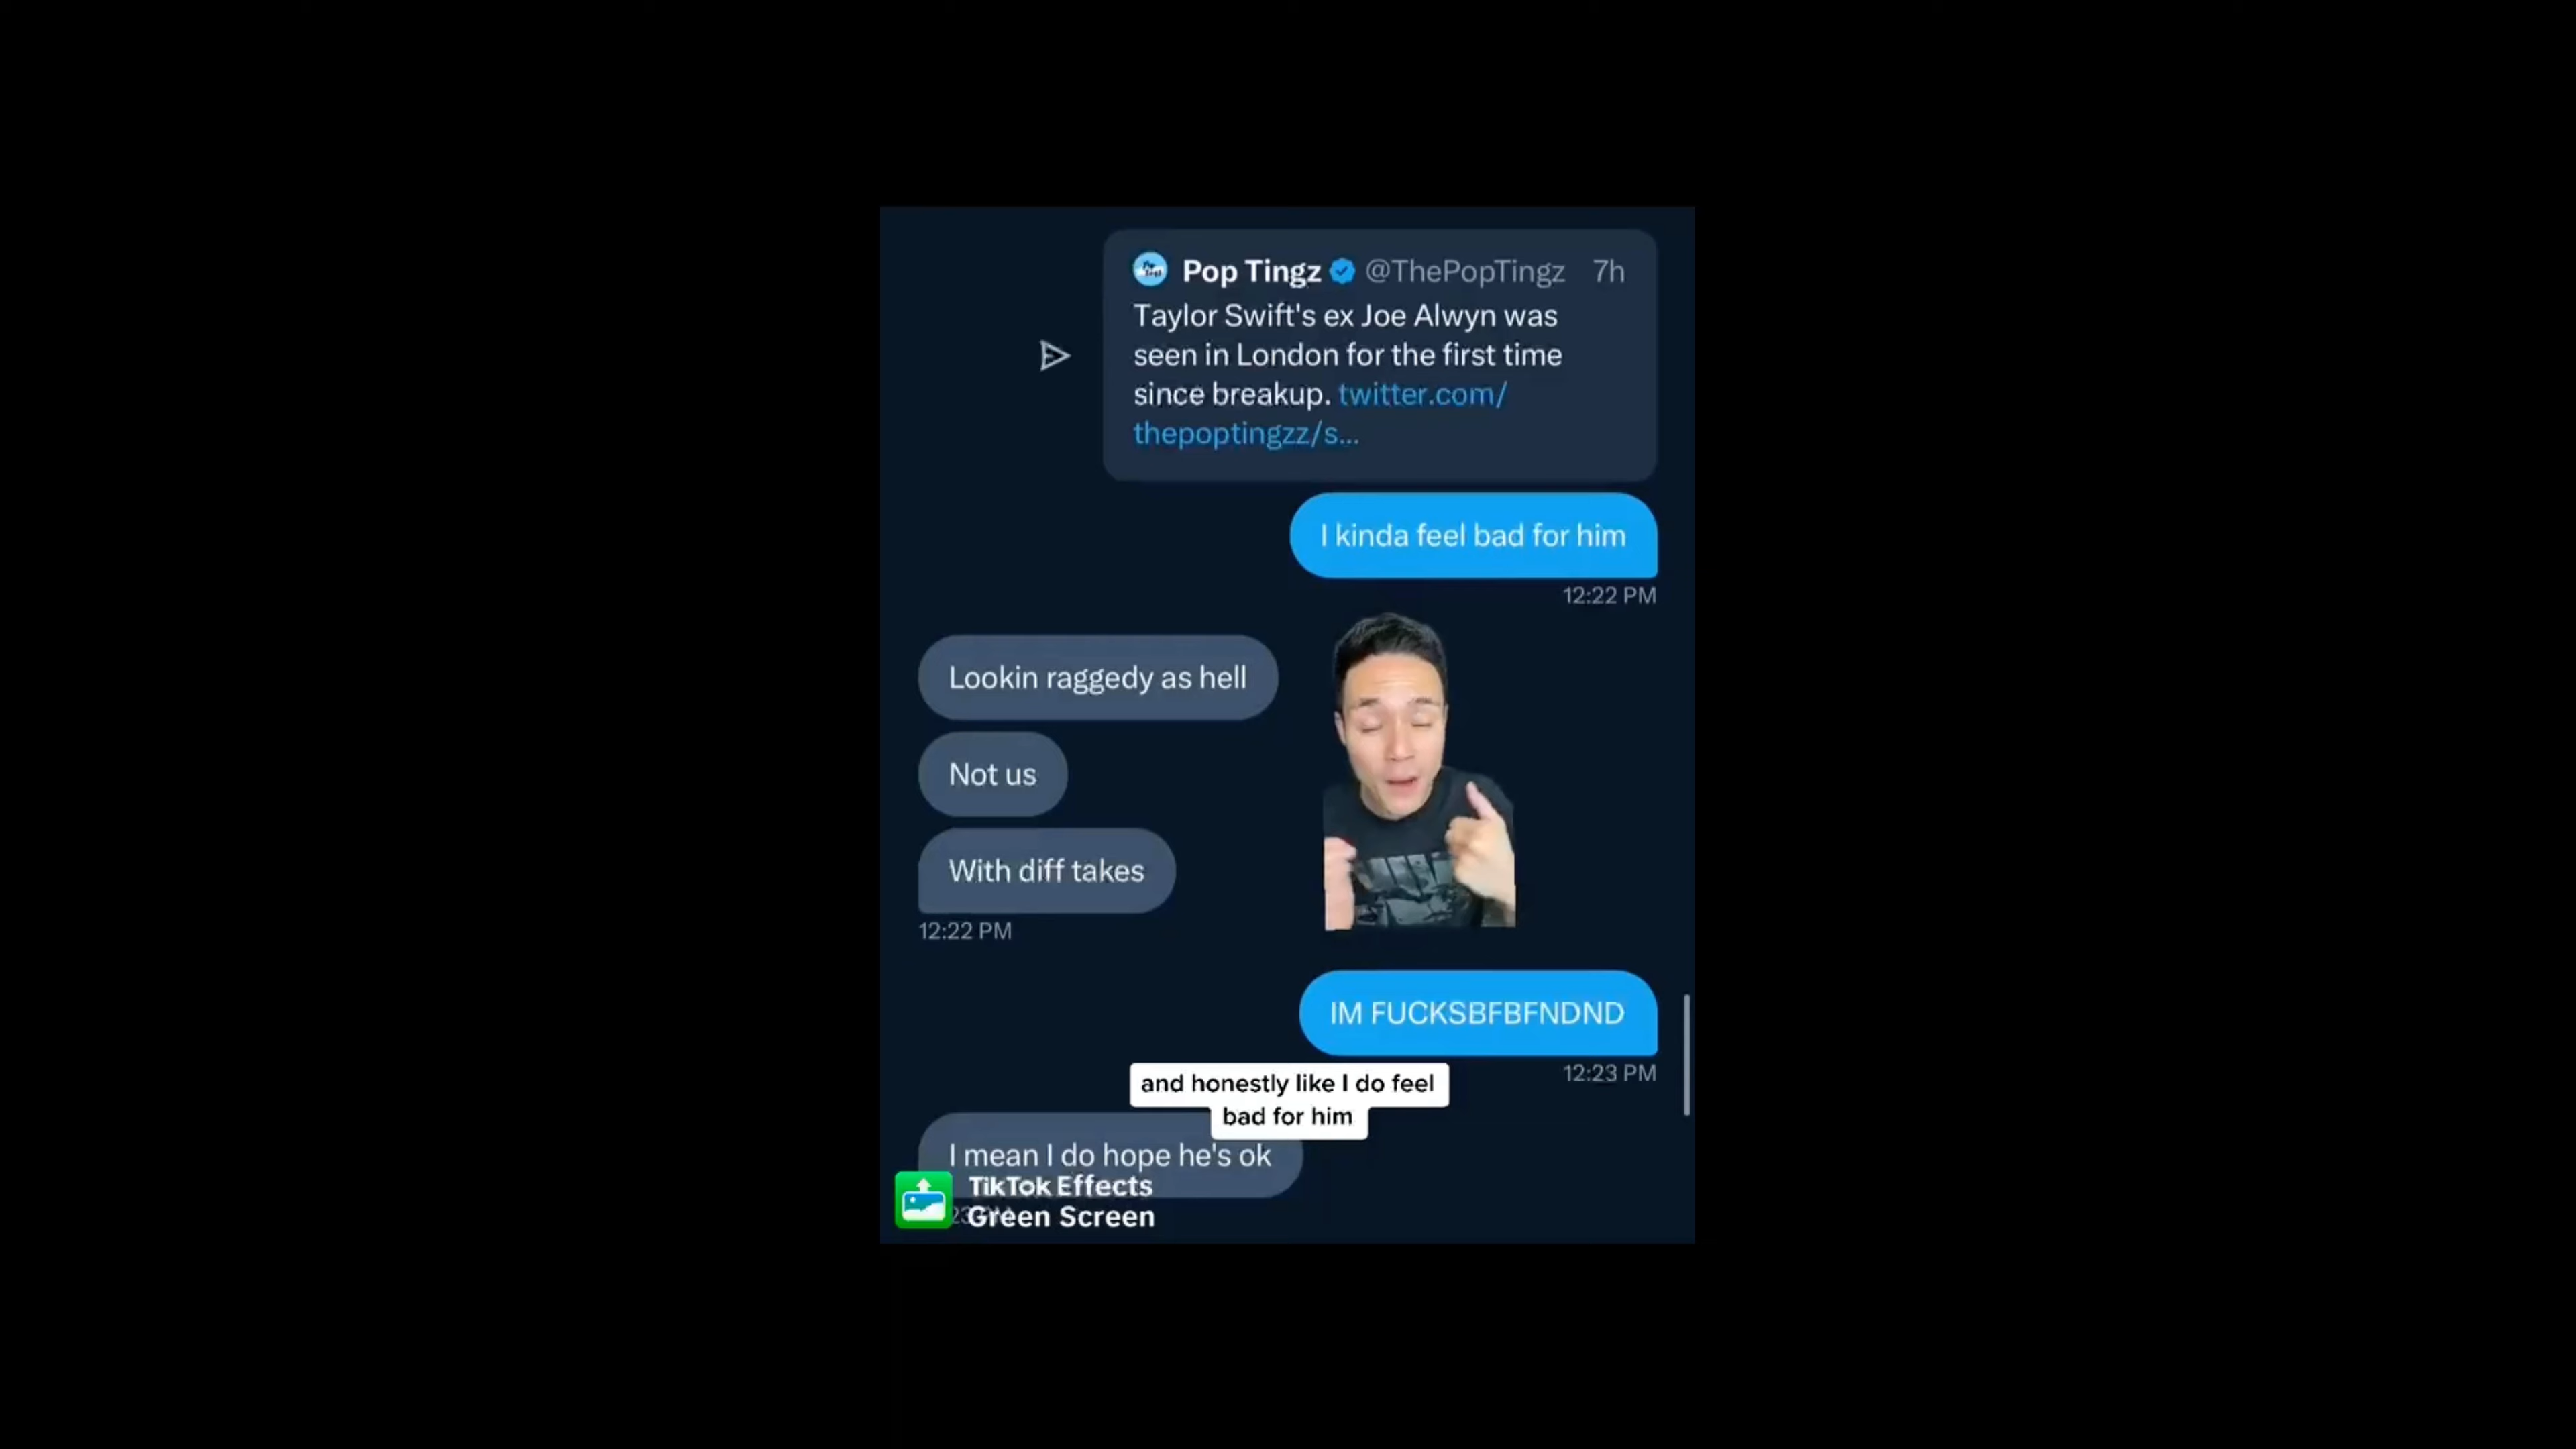 Pop Tingz @ThePopTingz 7h
Taylor Swift's ex Joe Alwyn was
seen in London for the first time
since breakup. twitter.com/
thepoptingzz/s...
I kinda feel bad for him
12:22 PM
Lookin raggedy as hell
Not us
With diff takes
12:22 PM
IM FUCKSBFBFNDND
12:23 PM
and honestly like I do feel
bad for him
I mean I do hope he's ok
TikTok Effects
Green Screen